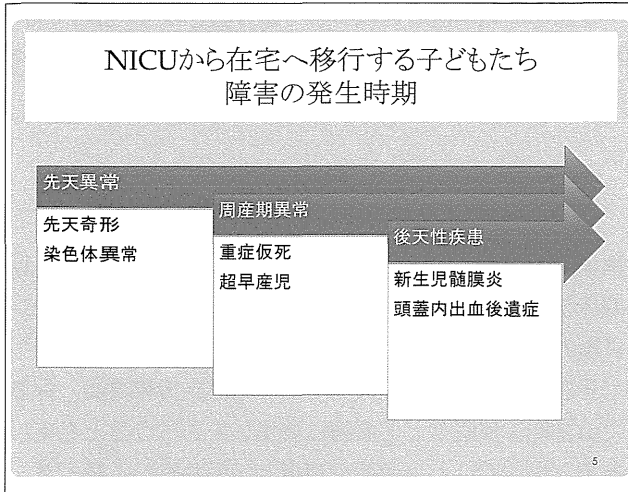 NICUから在宅へ移行する子どもたち
障害の発生時期
先天異常
先天奇形
染色体異常
周産期異常
重症仮死
超早産児
後天性疾患
新生児髄膜炎
頭蓋内出血後遺症
5